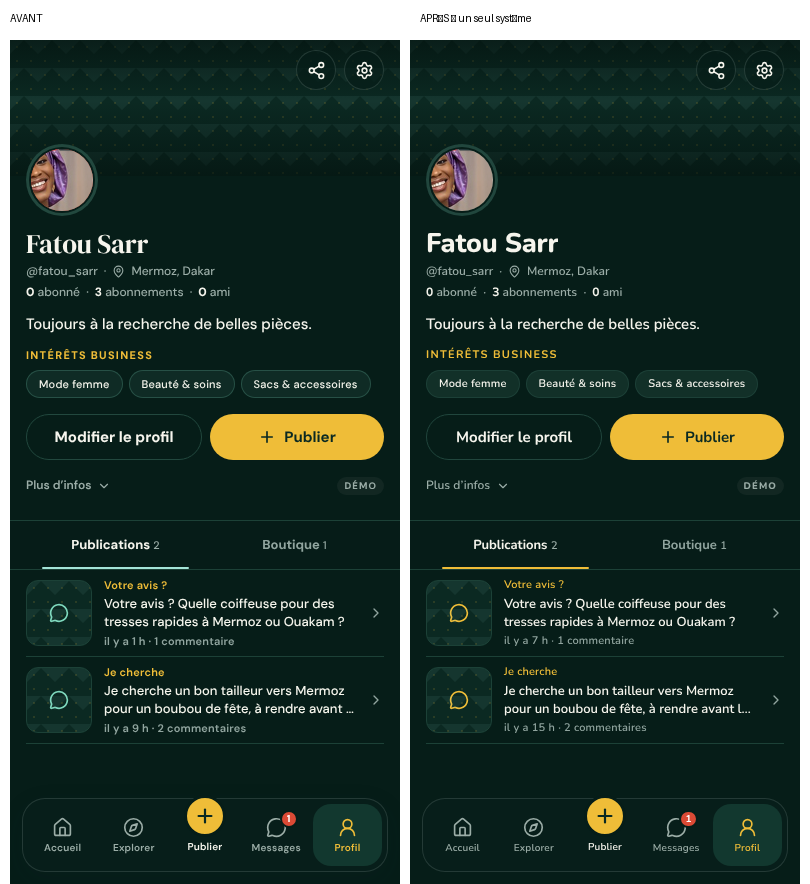 AVANT
Fatou Sarr
@fatou_sarr · Mermoz, Dakar
0 abonné · 3 abonnements · 0 ami
Toujours à la recherche de belles pièces.
INTÉRÊTS BUSINESS
Mode femme Beauté & soins Sacs & accessoires
Modifier le profil + Publier
Plus d'infos DÉMO
Publications 2 Boutique 1
Votre avis ?
Votre avis ? Quelle coiffeuse pour des
tresses rapides à Mermoz ou Ouakam ?
il y a 1 h · 1 commentaire
Je cherche
Je cherche un bon tailleur vers Mermoz
pour un boubou de fête, à rendre avant ...
il y a 9 h · 2 commentaires
1
Accueil Explorer Publier Messages Profil
APR□S □ un seul syst□me
Fatou Sarr
@fatou_sarr · Mermoz, Dakar
0 abonné · 3 abonnements · 0 ami
Toujours à la recherche de belles pièces.
INTÉRÊTS BUSINESS
Mode femme Beauté & soins Sacs & accessoires
Modifier le profil + Publier
Plus d'infos DÉMO
Publications 2 Boutique 1
Votre avis ?
Votre avis ? Quelle coiffeuse pour des
tresses rapides à Mermoz ou Ouakam ?
il y a 7 h · 1 commentaire
Je cherche
Je cherche un bon tailleur vers Mermoz
pour un boubou de fête, à rendre avant l...
il y a 15 h · 2 commentaires
1
Accueil Explorer Publier Messages Profil